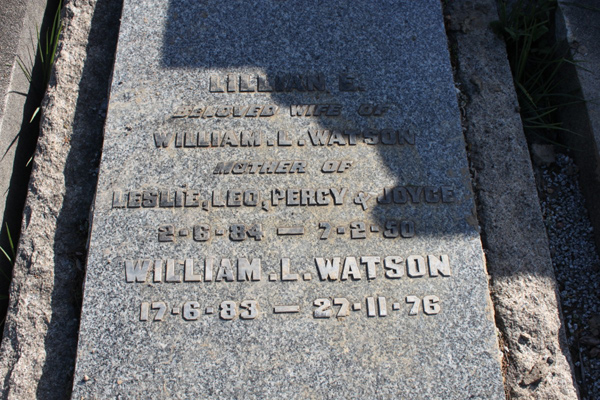 LILLIAN E.
BELOVED WIFE OF
WILLIAM.L.WATSON
MOTHER OF
LESLIE, LEO, PERCY & JOYCE
2-6-84 — 7-2-50
WILLIAM.L.WATSON
17-6-83 — 27-11-76